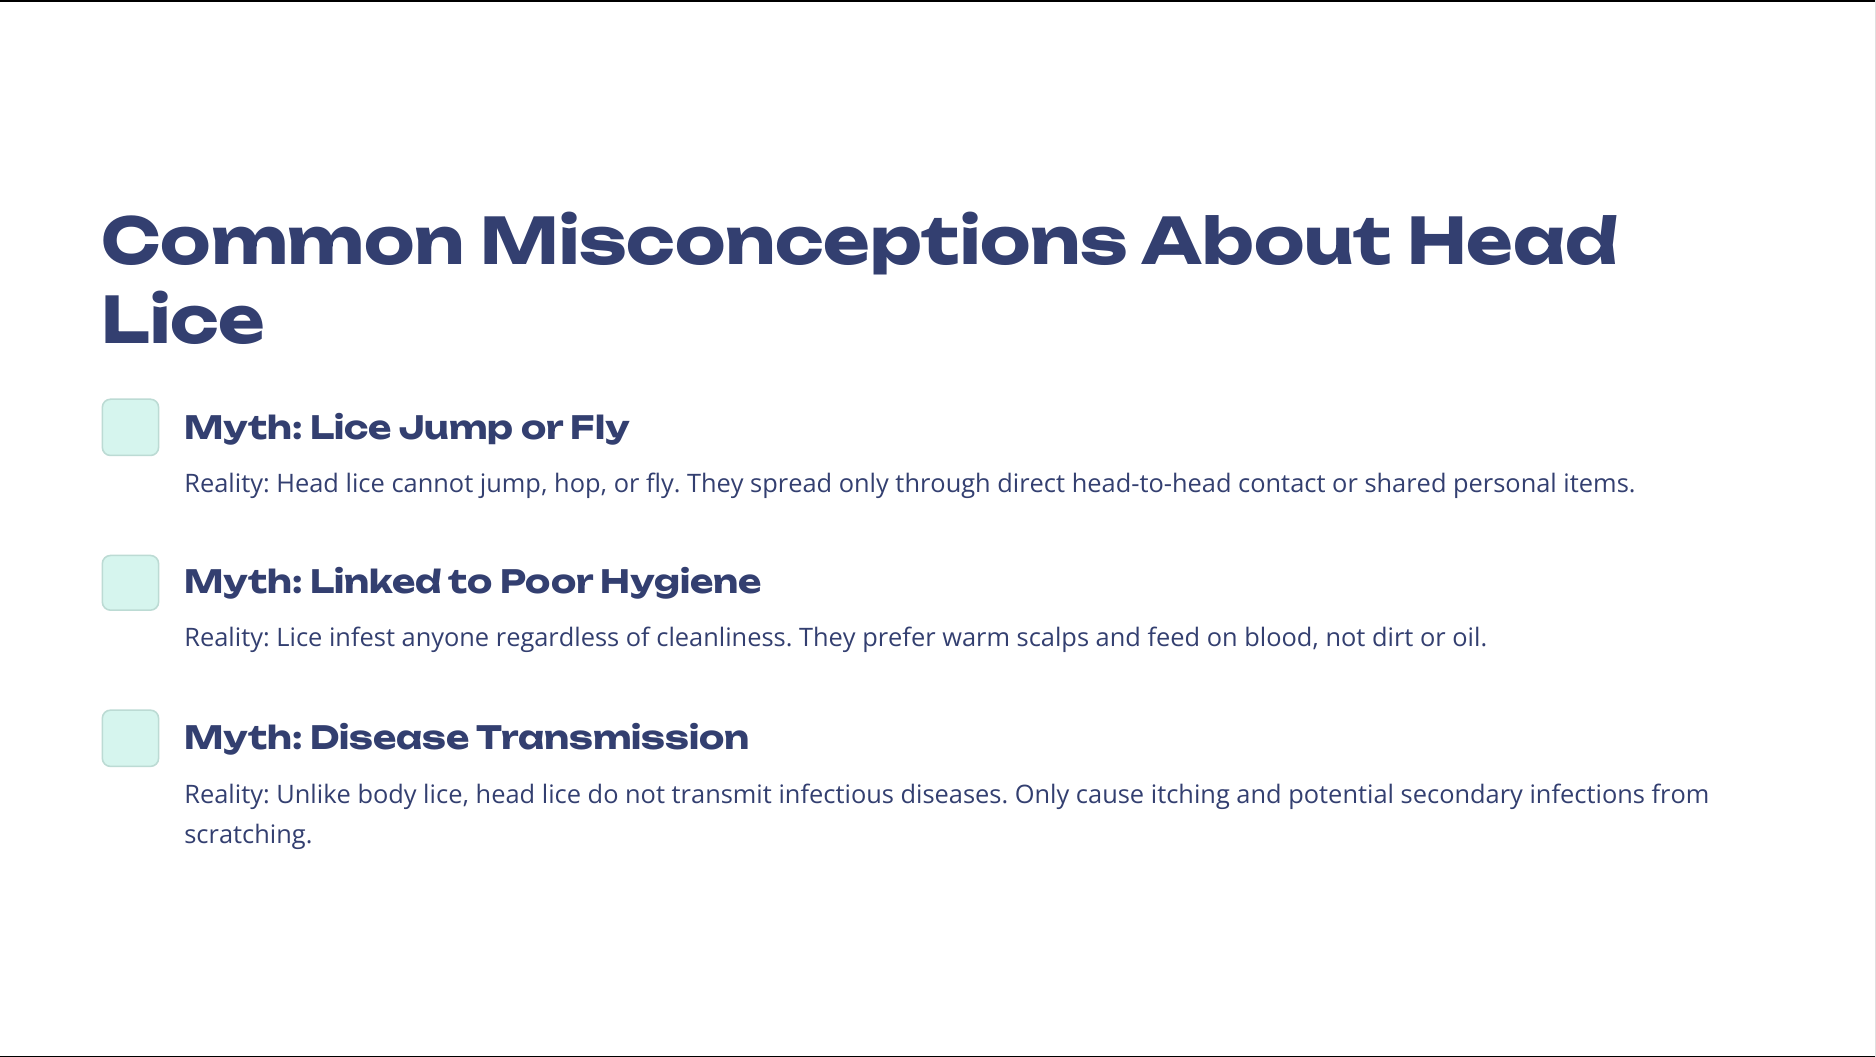 Common Misconceptions About Head
Lice
Myth: Lice Jump or Fly
Reality: Head lice cannot jump, hop, or fly. They spread only through direct head-to-head contact or shared personal items.
Myth: Linked to Poor Hygiene
Reality: Lice infest anyone regardless of cleanliness. They prefer warm scalps and feed on blood, not dirt or oil.
Myth: Disease Transmission
Reality: Unlike body lice, head lice do not transmit infectious diseases. Only cause itching and potential secondary infections from
scratching.